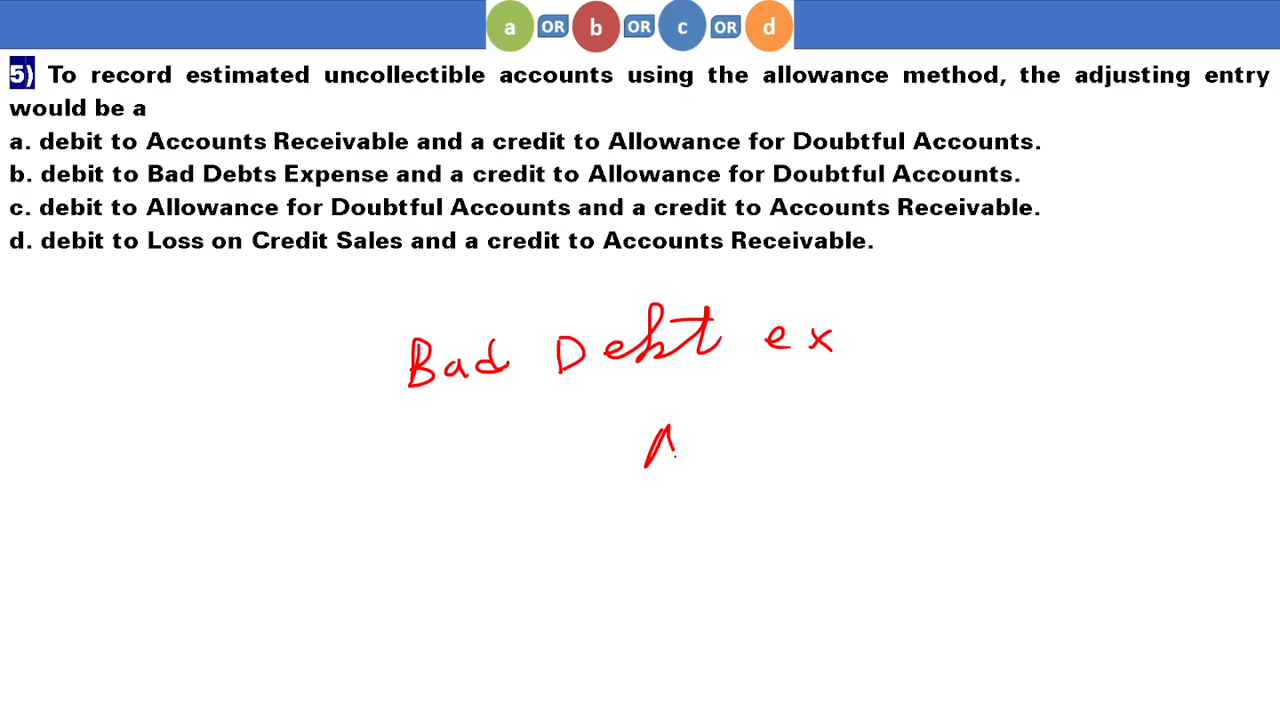 a OR b OR c OR d
5) To record estimated uncollectible accounts using the allowance method, the adjusting entry
would be a
a. debit to Accounts Receivable and a credit to Allowance for Doubtful Accounts.
b. debit to Bad Debts Expense and a credit to Allowance for Doubtful Accounts.
c. debit to Allowance for Doubtful Accounts and a credit to Accounts Receivable.
d. debit to Loss on Credit Sales and a credit to Accounts Receivable.
Bad Debt ex